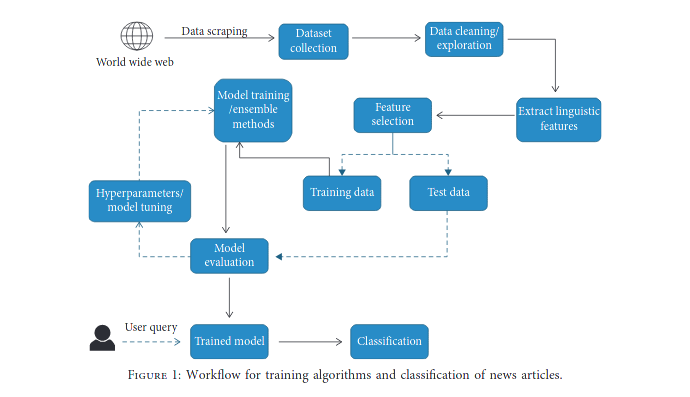 Data scraping
World wide web
Dataset
collection
Data cleaning/
exploration
Extract linguistic
features
Feature
selection
Model training
/ensemble
methods
Training data
Test data
Hyperparameters/
model tuning
Model
evaluation
User query
Trained model
Classification
FIGURE 1: Workflow for training algorithms and classification of news articles.